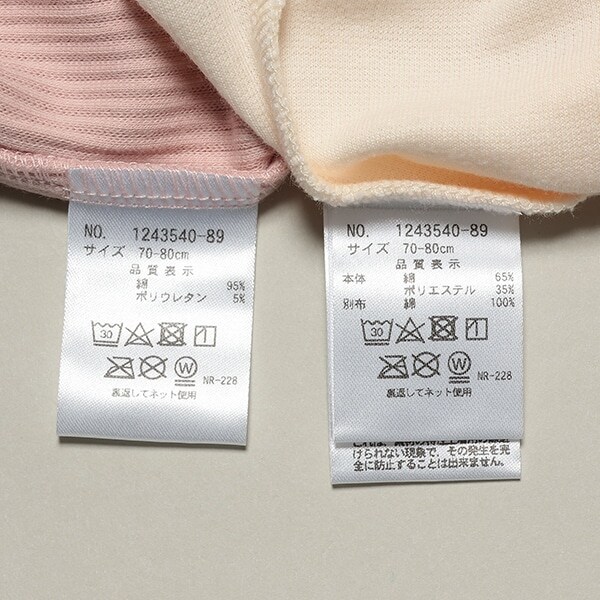 NO. 1243540-89
サイズ 70-80cm
品質表示
綿 95%
ポリウレタン 5%
30
W
NR-228
裏返してネット使用
NO. 1243540-89
サイズ 70-80cm
品質表示
本体 綿 65%
ポリエステル 35%
別布 綿 100%
30
W
NR-228
裏返してネット使用
けられない現象で、その発生を完
全に防止することは出来ません。